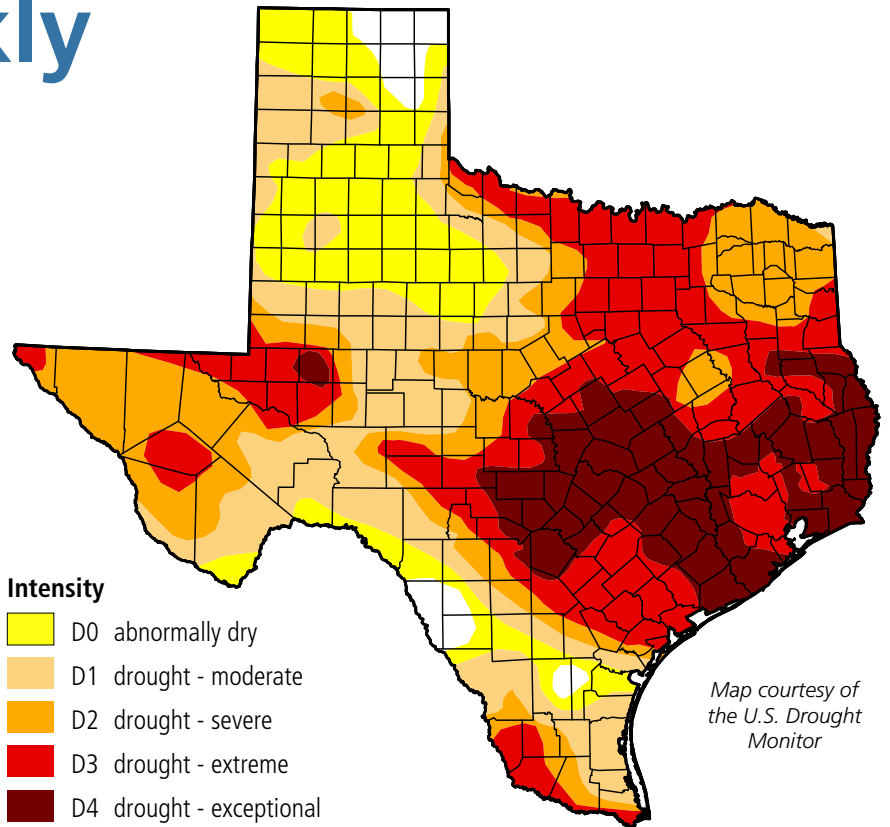 kly
Intensity
D0 abnormally dry
D1 drought - moderate
D2 drought - severe
D3 drought - extreme
D4 drought - exceptional
Map courtesy of
the U.S. Drought
Monitor